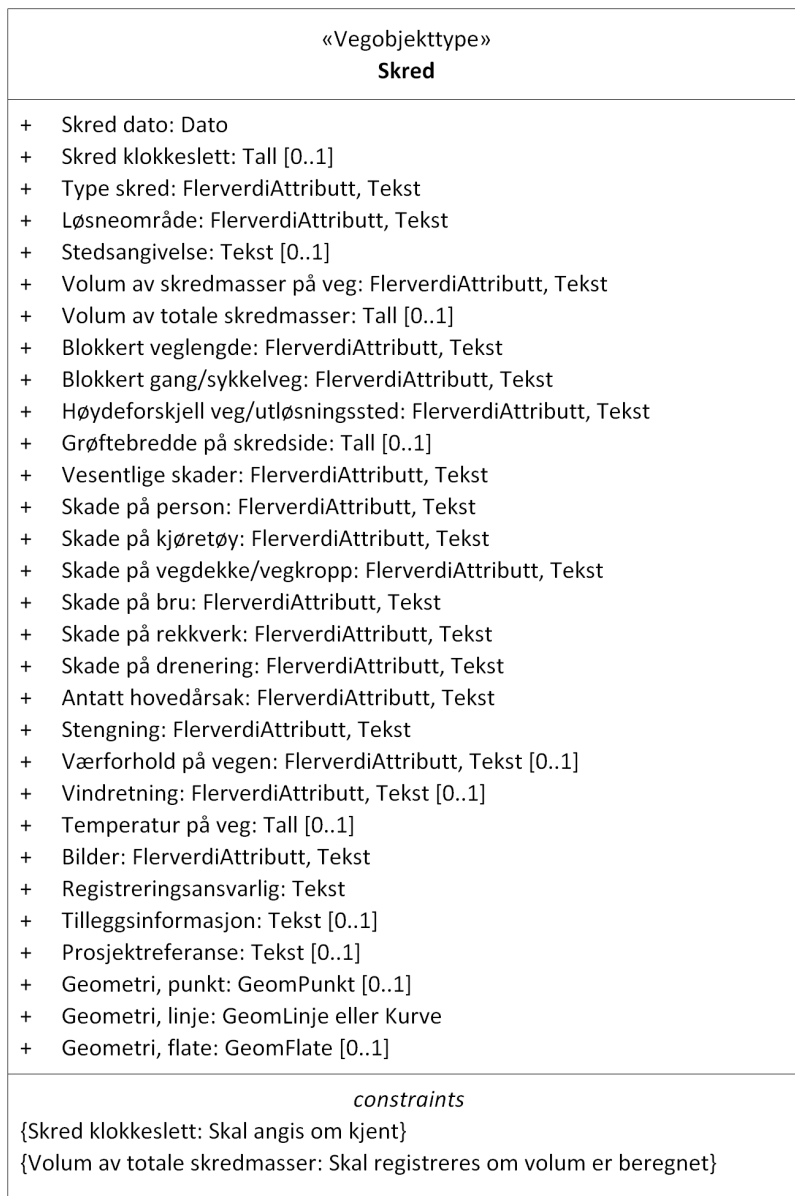 «Vegobjekttype»
Skred
+ Skred dato: Dato
+ Skred klokkeslett: Tall [0..1]
+ Type skred: FlerverdiAttributt, Tekst
+ Løsneområde: FlerverdiAttributt, Tekst
+ Stedsangivelse: Tekst [0..1]
+ Volum av skredmasser på veg: FlerverdiAttributt, Tekst
+ Volum av totale skredmasser: Tall [0..1]
+ Blokkert veglengde: FlerverdiAttributt, Tekst
+ Blokkert gang/sykkelveg: FlerverdiAttributt, Tekst
+ Høydeforskjell veg/utløsningssted: FlerverdiAttributt, Tekst
+ Grøftebredde på skredside: Tall [0..1]
+ Vesentlige skader: FlerverdiAttributt, Tekst
+ Skade på person: FlerverdiAttributt, Tekst
+ Skade på kjøretøy: FlerverdiAttributt, Tekst
+ Skade på vegdekke/vegkropp: FlerverdiAttributt, Tekst
+ Skade på bru: FlerverdiAttributt, Tekst
+ Skade på rekkverk: FlerverdiAttributt, Tekst
+ Skade på drenering: FlerverdiAttributt, Tekst
+ Antatt hovedårsak: FlerverdiAttributt, Tekst
+ Stengning: FlerverdiAttributt, Tekst
+ Værforhold på vegen: FlerverdiAttributt, Tekst [0..1]
+ Vindretning: FlerverdiAttributt, Tekst [0..1]
+ Temperatur på veg: Tall [0..1]
+ Bilder: FlerverdiAttributt, Tekst
+ Registreringsansvarlig: Tekst
+ Tilleggsinformasjon: Tekst [0..1]
+ Prosjektreferanse: Tekst [0..1]
+ Geometri, punkt: GeomPunkt [0..1]
+ Geometri, linje: GeomLinje eller Kurve
+ Geometri, flate: GeomFlate [0..1]
constraints
{Skred klokkeslett: Skal angis om kjent}
{Volum av totale skredmasser: Skal registreres om volum er beregnet}